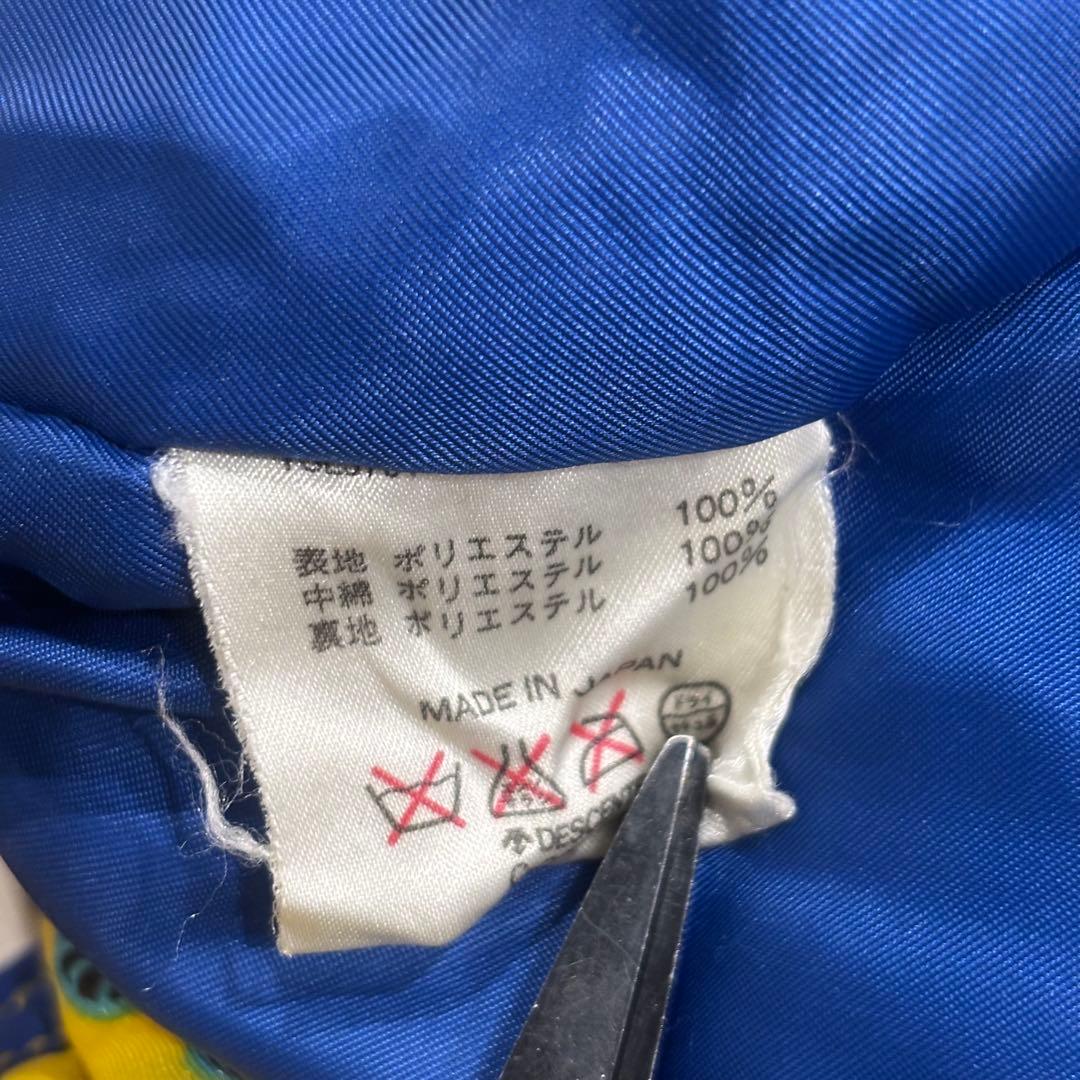 表地 ポリエステル 100%
中綿 ポリエステル 100%
裏地 ポリエステル 100%
MADE IN JAPAN
ドライ